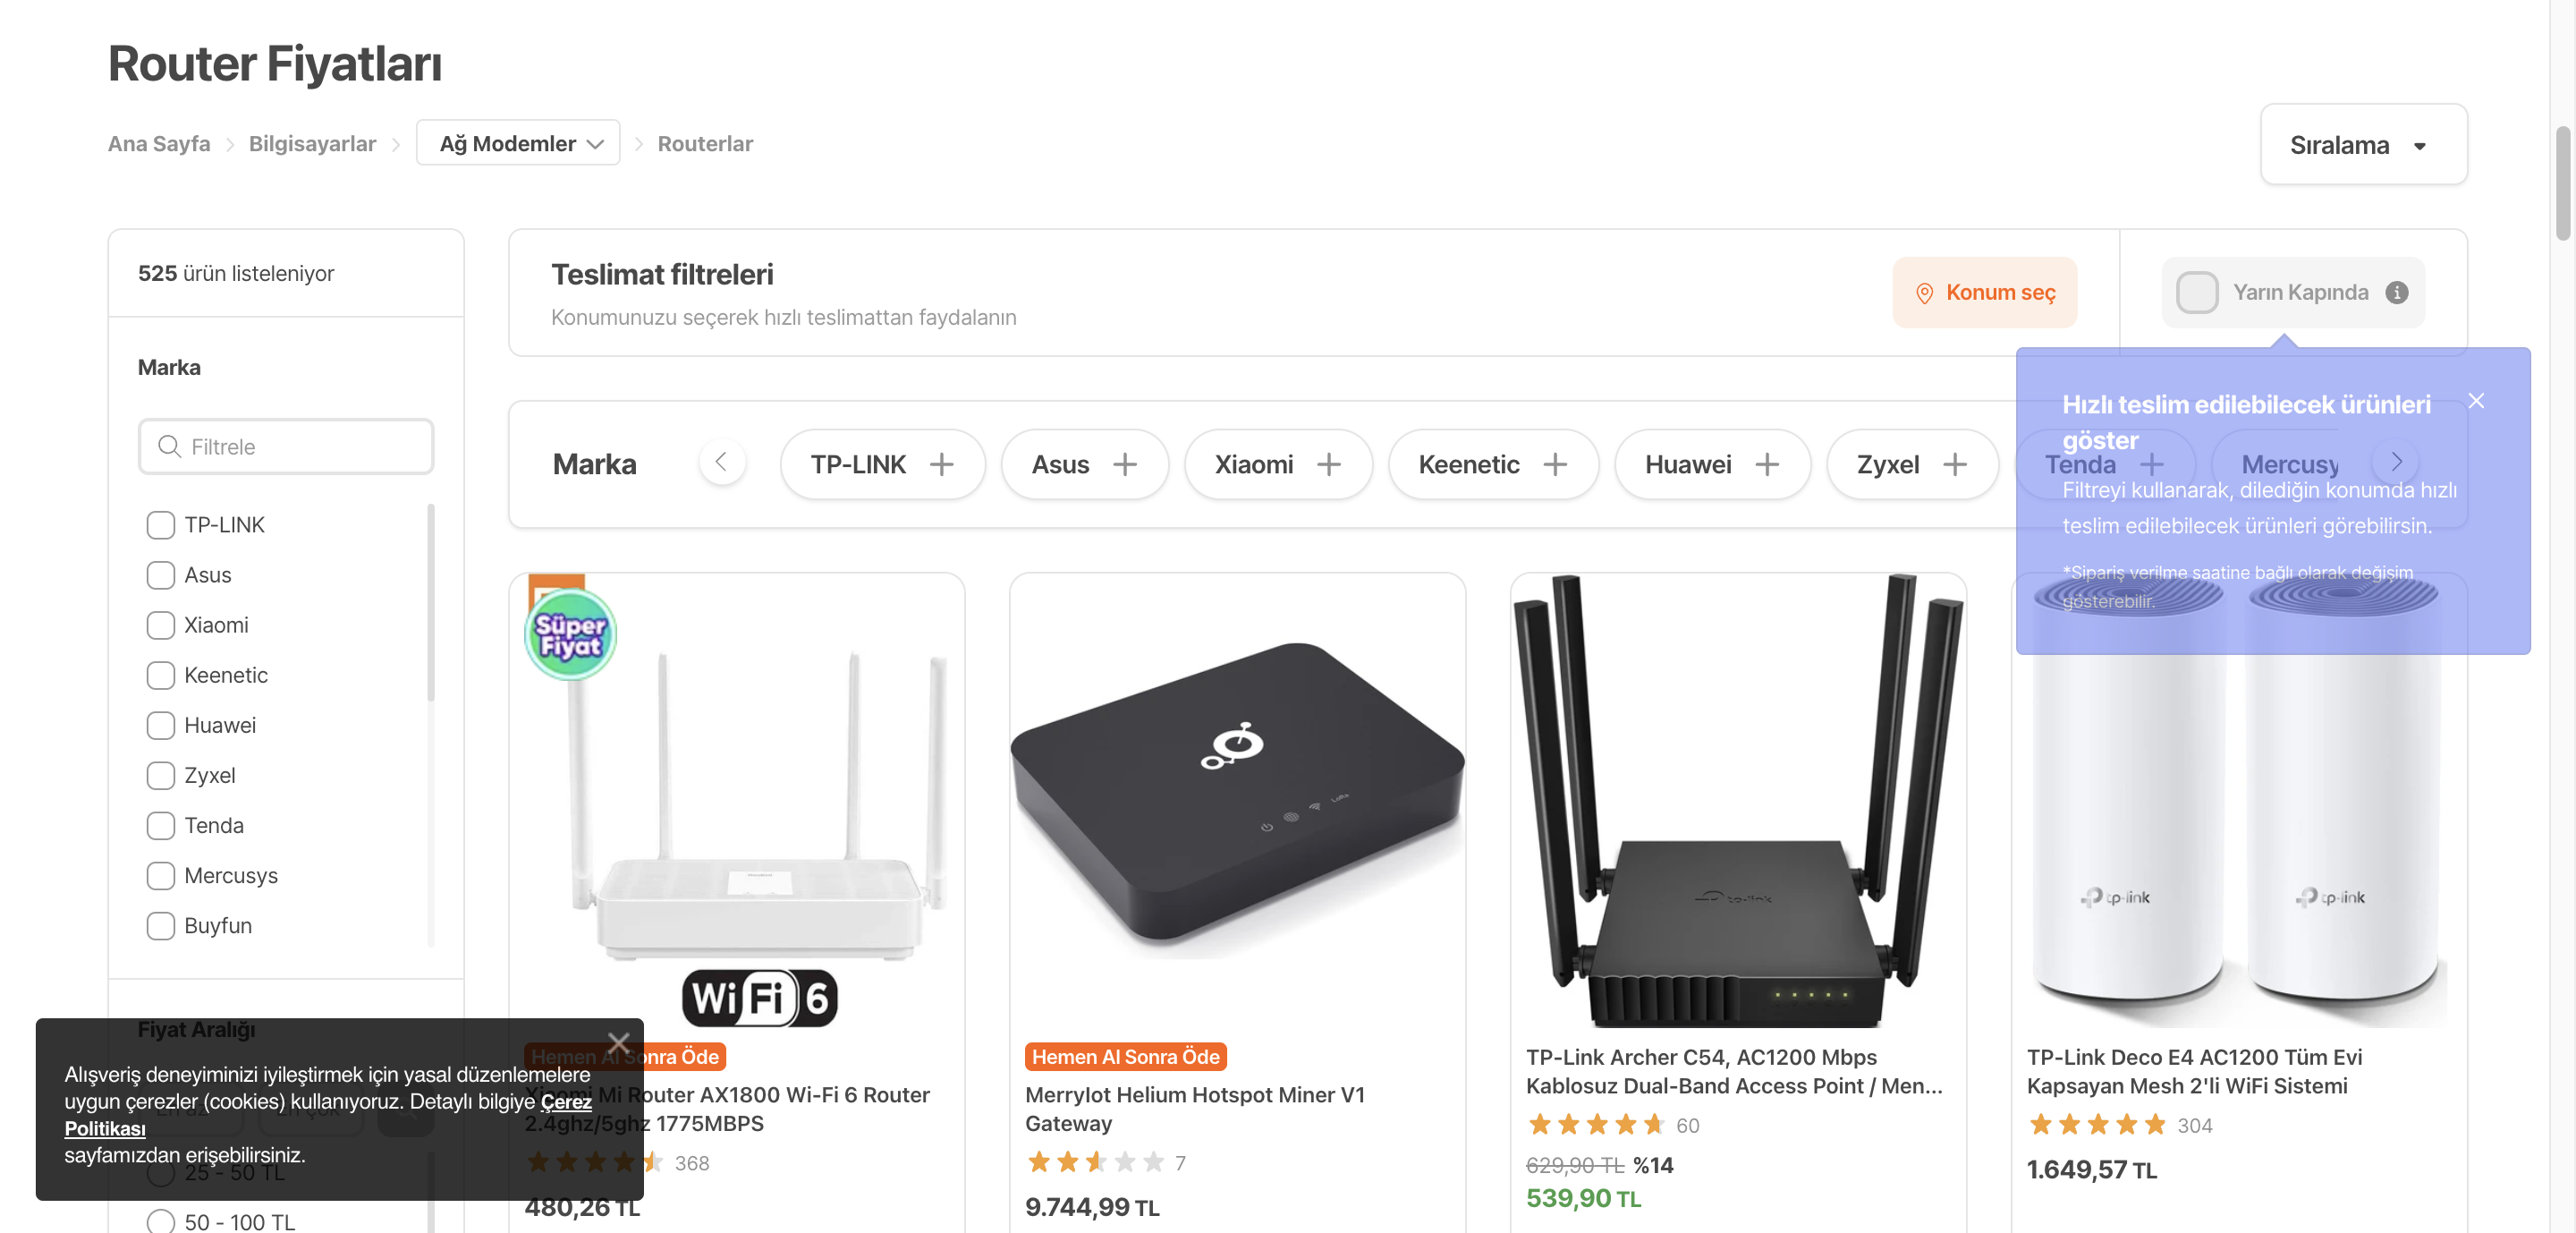 Router Fiyatları
Ana Sayfa
Bilgisayarlar
Ağ Modemler
Routerlar
Sıralama
525 ürün listeleniyor
Marka
Filtrele
TP-LINK
Asus
Xiaomi
Keenetic
Huawei
Zyxel
Tenda
Mercusys
Buyfun
Fiyat Aralığı
25 - 50 TL
50 - 100 TL
Teslimat filtreleri
Konumunuzu seçerek hızlı teslimattan faydalanın
Konum seç
Yarın Kapında
Hızlı teslim edilebilecek ürünleri
göster
Filtreyi kullanarak, dilediğin konumda hızlı
teslim edilebilecek ürünleri görebilirsin.
*Sipariş verilme saatine bağlı olarak değişim
gösterebilir.
Marka
TP-LINK
Asus
Xiaomi
Keenetic
Huawei
Zyxel
Tenda
Mercusy
Süper
Fiyat
WiFi 6
Hemen Al Sonra Öde
Xiaomi Mi Router AX1800 Wi-Fi 6 Router
2.4ghz/5ghz 1775MBPS
368
480,26 TL
LoRa
Hemen Al Sonra Öde
Merrylot Helium Hotspot Miner V1
Gateway
7
9.744,99 TL
tp-link
TP-Link Archer C54, AC1200 Mbps
Kablosuz Dual-Band Access Point / Men...
60
629,90 TL %14
539,90 TL
tp-link
tp-link
TP-Link Deco E4 AC1200 Tüm Evi
Kapsayan Mesh 2'li WiFi Sistemi
304
1.649,57 TL
Alışveriş deneyiminizi iyileştirmek için yasal düzenlemelere
uygun çerezler (cookies) kullanıyoruz. Detaylı bilgiye Çerez
Politikası
sayfamızdan erişebilirsiniz.